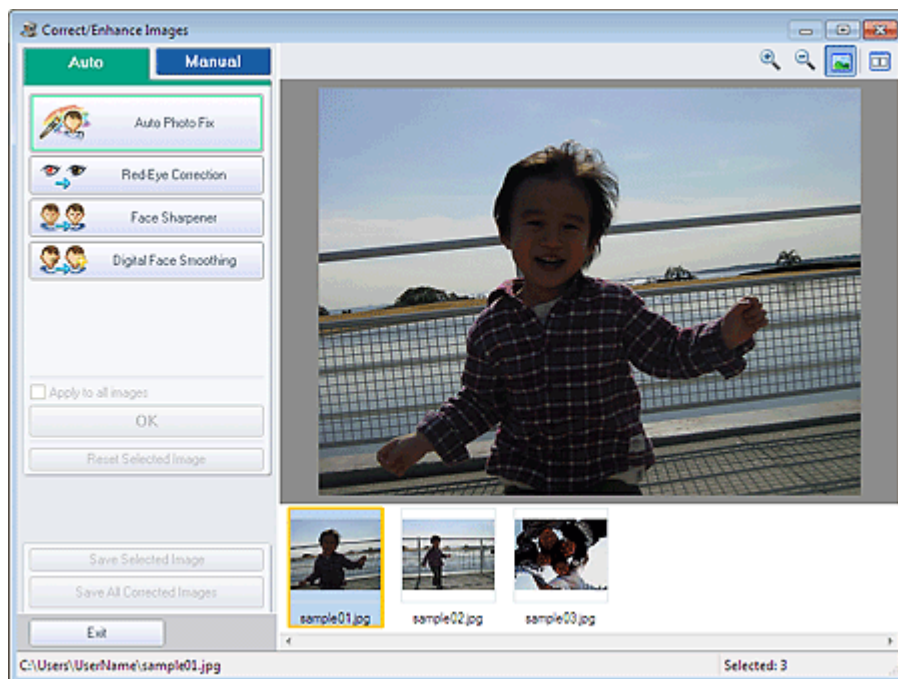 Correct/Enhance Images
Auto
Manual
Auto Photo Fix
Red-Eye Correction
Face Sharpener
Digital Face Smoothing
Apply to all images
OK
Reset Selected Image
Save Selected Image
Save All Corrected Images
Exit
sample01.jpg
sample02.jpg
sample03.jpg
C:\Users\UserName\sample01.jpg
Selected: 3